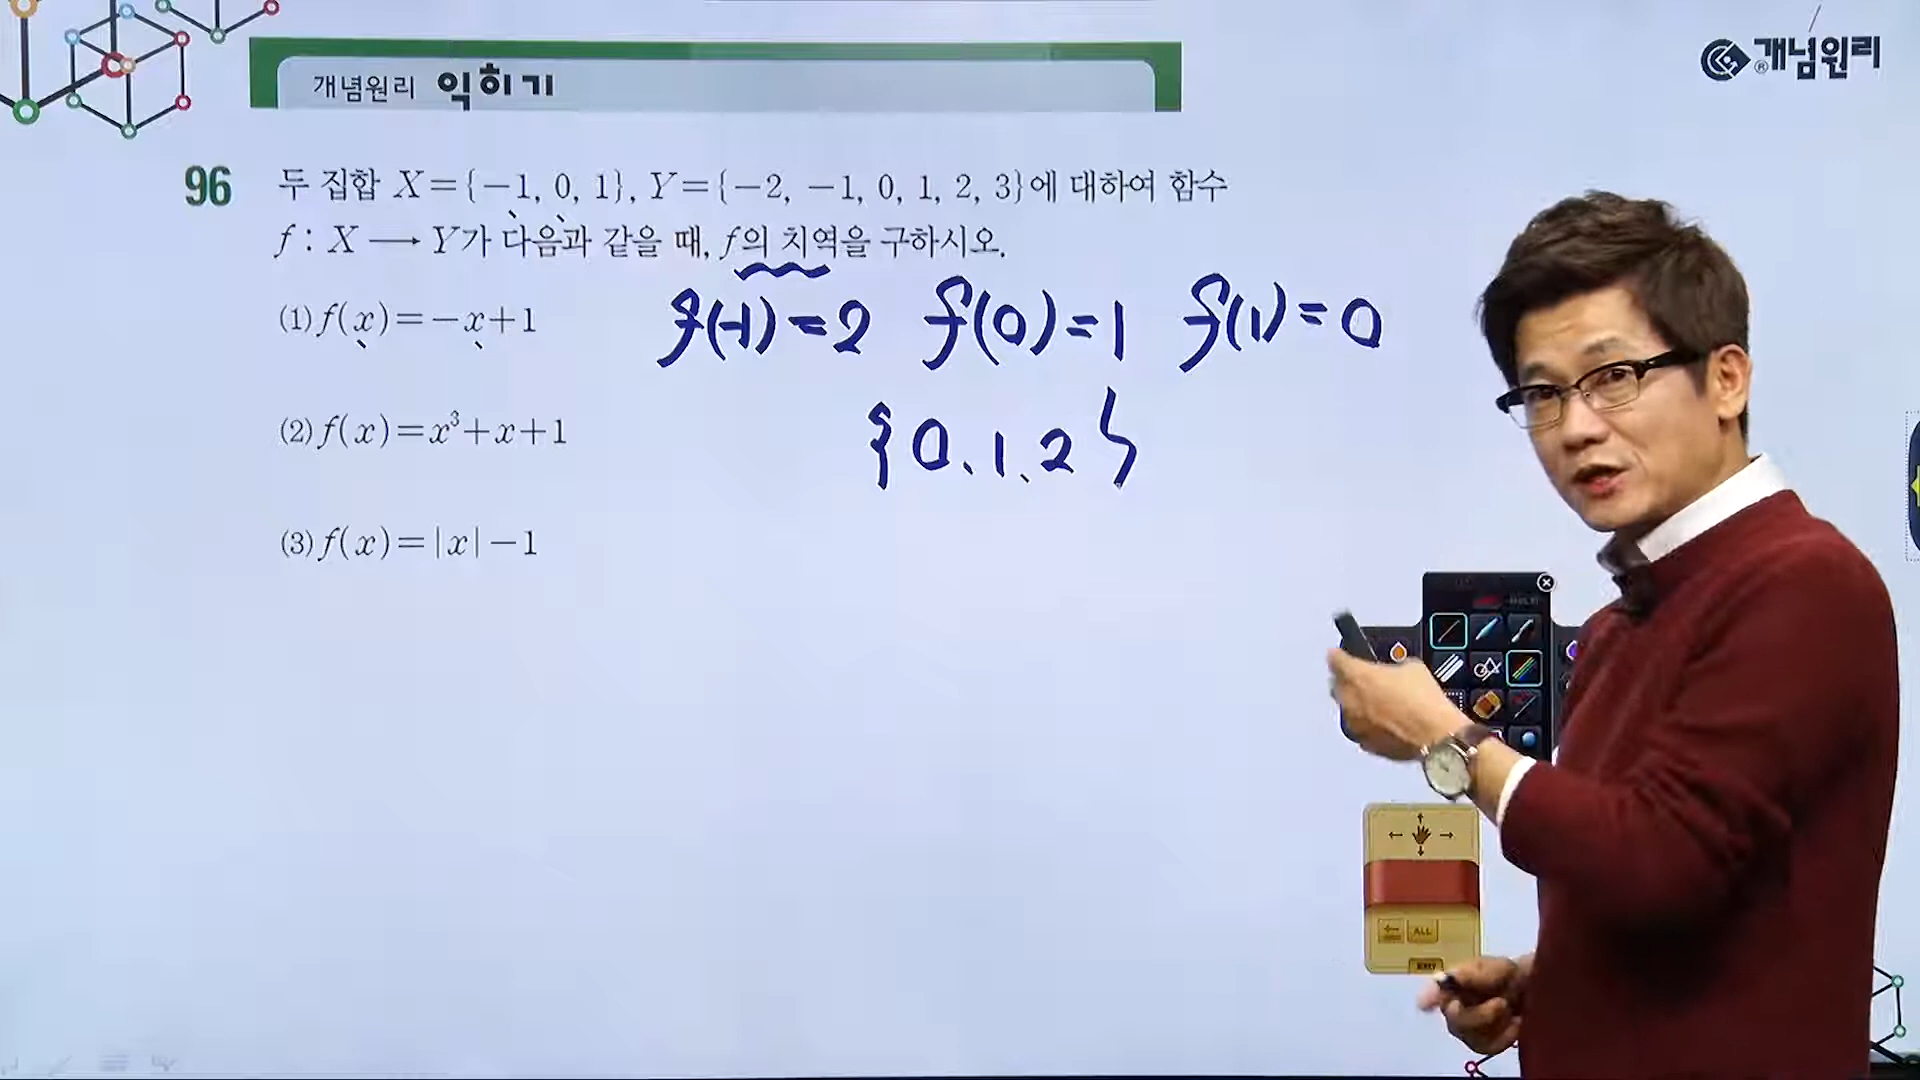 개념원리®
개념원리 익히기
96 두 집합 X={-1, 0, 1}, Y={-2, -1, 0, 1, 2, 3}에 대하여 함수
f : X ⟶ Y가 다음과 같을 때, f의 치역을 구하시오.
(1) f(x)=-x+1
f(-1)=2 f(0)=1 f(1)=0
(2) f(x)=x³+x+1
{0.1.2}
(3) f(x)=|x|-1
ALL